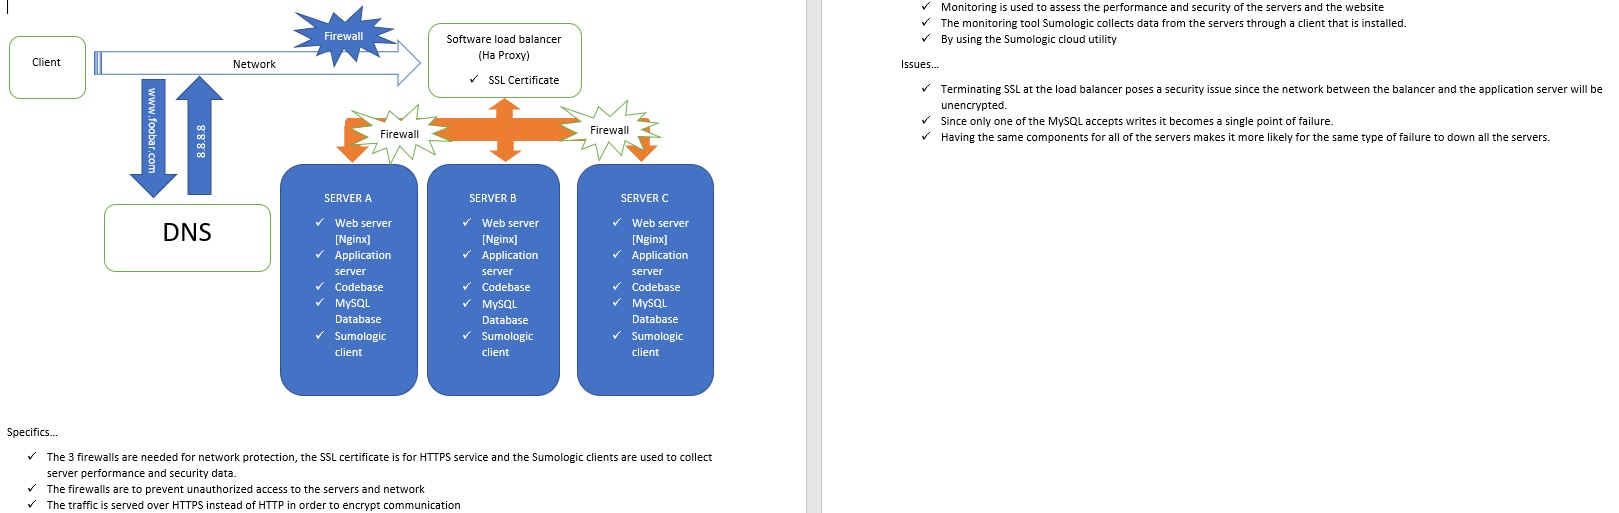 Firewall
Client
Network
Software load balancer
(Ha Proxy)
✓ SSL Certificate
www.foobar.com
8.8.8.8
DNS
Firewall
Firewall
SERVER A
✓ Web server
[Nginx]
✓ Application
server
✓ Codebase
✓ MySQL
Database
✓ Sumologic
client
SERVER B
✓ Web server
[Nginx]
✓ Application
server
✓ Codebase
✓ MySQL
Database
✓ Sumologic
client
SERVER C
✓ Web server
[Nginx]
✓ Application
server
✓ Codebase
✓ MySQL
Database
✓ Sumologic
client
Specifics...
✓ The 3 firewalls are needed for network protection, the SSL certificate is for HTTPS service and the Sumologic clients are used to collect
server performance and security data.
✓ The firewalls are to prevent unauthorized access to the servers and network
✓ The traffic is served over HTTPS instead of HTTP in order to encrypt communication
✓ Monitoring is used to assess the performance and security of the servers and the website
✓ The monitoring tool Sumologic collects data from the servers through a client that is installed.
✓ By using the Sumologic cloud utility
Issues...
✓ Terminating SSL at the load balancer poses a security issue since the network between the balancer and the application server will be
unencrypted.
✓ Since only one of the MySQL accepts writes it becomes a single point of failure.
✓ Having the same components for all of the servers makes it more likely for the same type of failure to down all the servers.